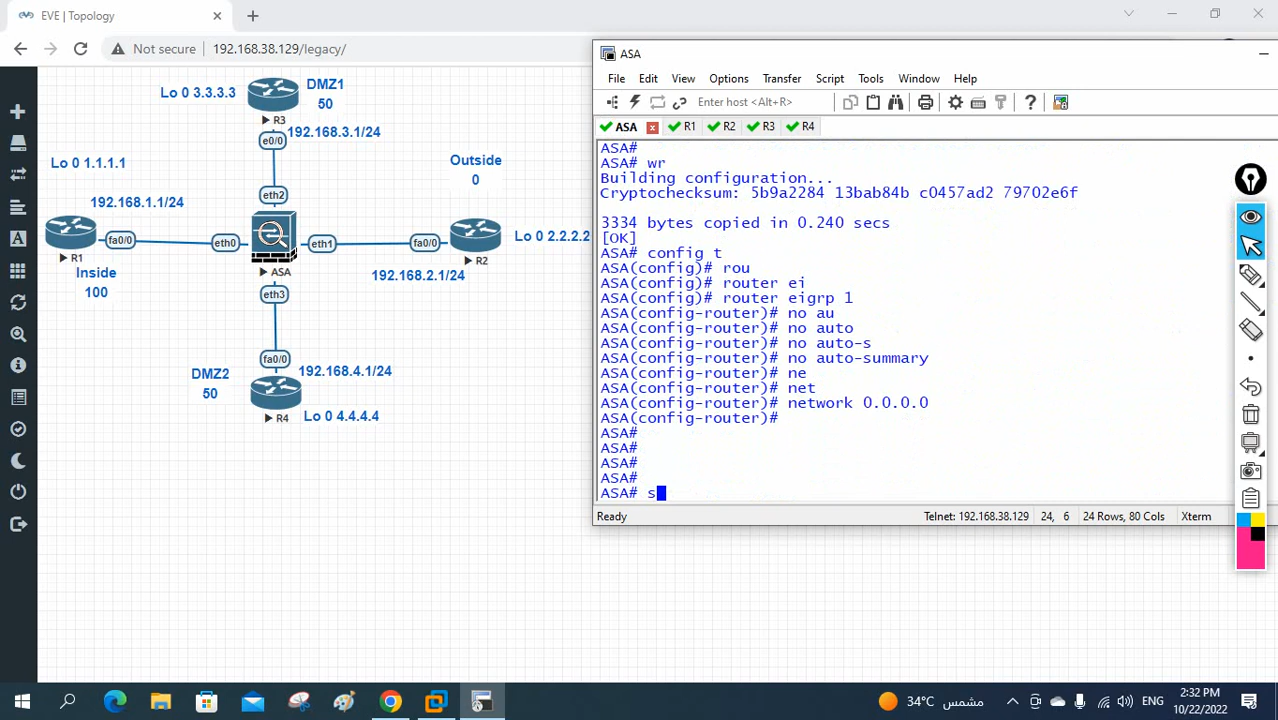 EVE | Topology
Not secure
192.168.38.129/legacy/
Lo 0 3.3.3.3
DMZ1
50
R3
192.168.3.1/24
e0/0
Lo 0 1.1.1.1
Outside
0
eth2
192.168.1.1/24
fa0/0
eth0
eth1
fa0/0
Lo 0 2.2.2.2
R1
ASA
R2
Inside
100
192.168.2.1/24
eth3
fa0/0
DMZ2
50
192.168.4.1/24
R4
Lo 0 4.4.4.4
ASA
File Edit View Options Transfer Script Tools Window Help
Enter host <Alt+R>
ASA R1 R2 R3 R4
ASA#
ASA# wr
Building configuration...
Cryptochecksum: 5b9a2284 13bab84b c0457ad2 79702e6f
3334 bytes copied in 0.240 secs
[OK]
ASA# config t
ASA(config)# rou
ASA(config)# router ei
ASA(config)# router eigrp 1
ASA(config-router)# no au
ASA(config-router)# no auto
ASA(config-router)# no auto-s
ASA(config-router)# no auto-summary
ASA(config-router)# ne
ASA(config-router)# net
ASA(config-router)# network 0.0.0.0
ASA(config-router)#
ASA#
ASA#
ASA#
ASA#
ASA# s
Ready
Telnet: 192.168.38.129
24, 6
24 Rows, 80 Cols
Xterm
34°C مشمس
ENG
2:32 PM
10/22/2022